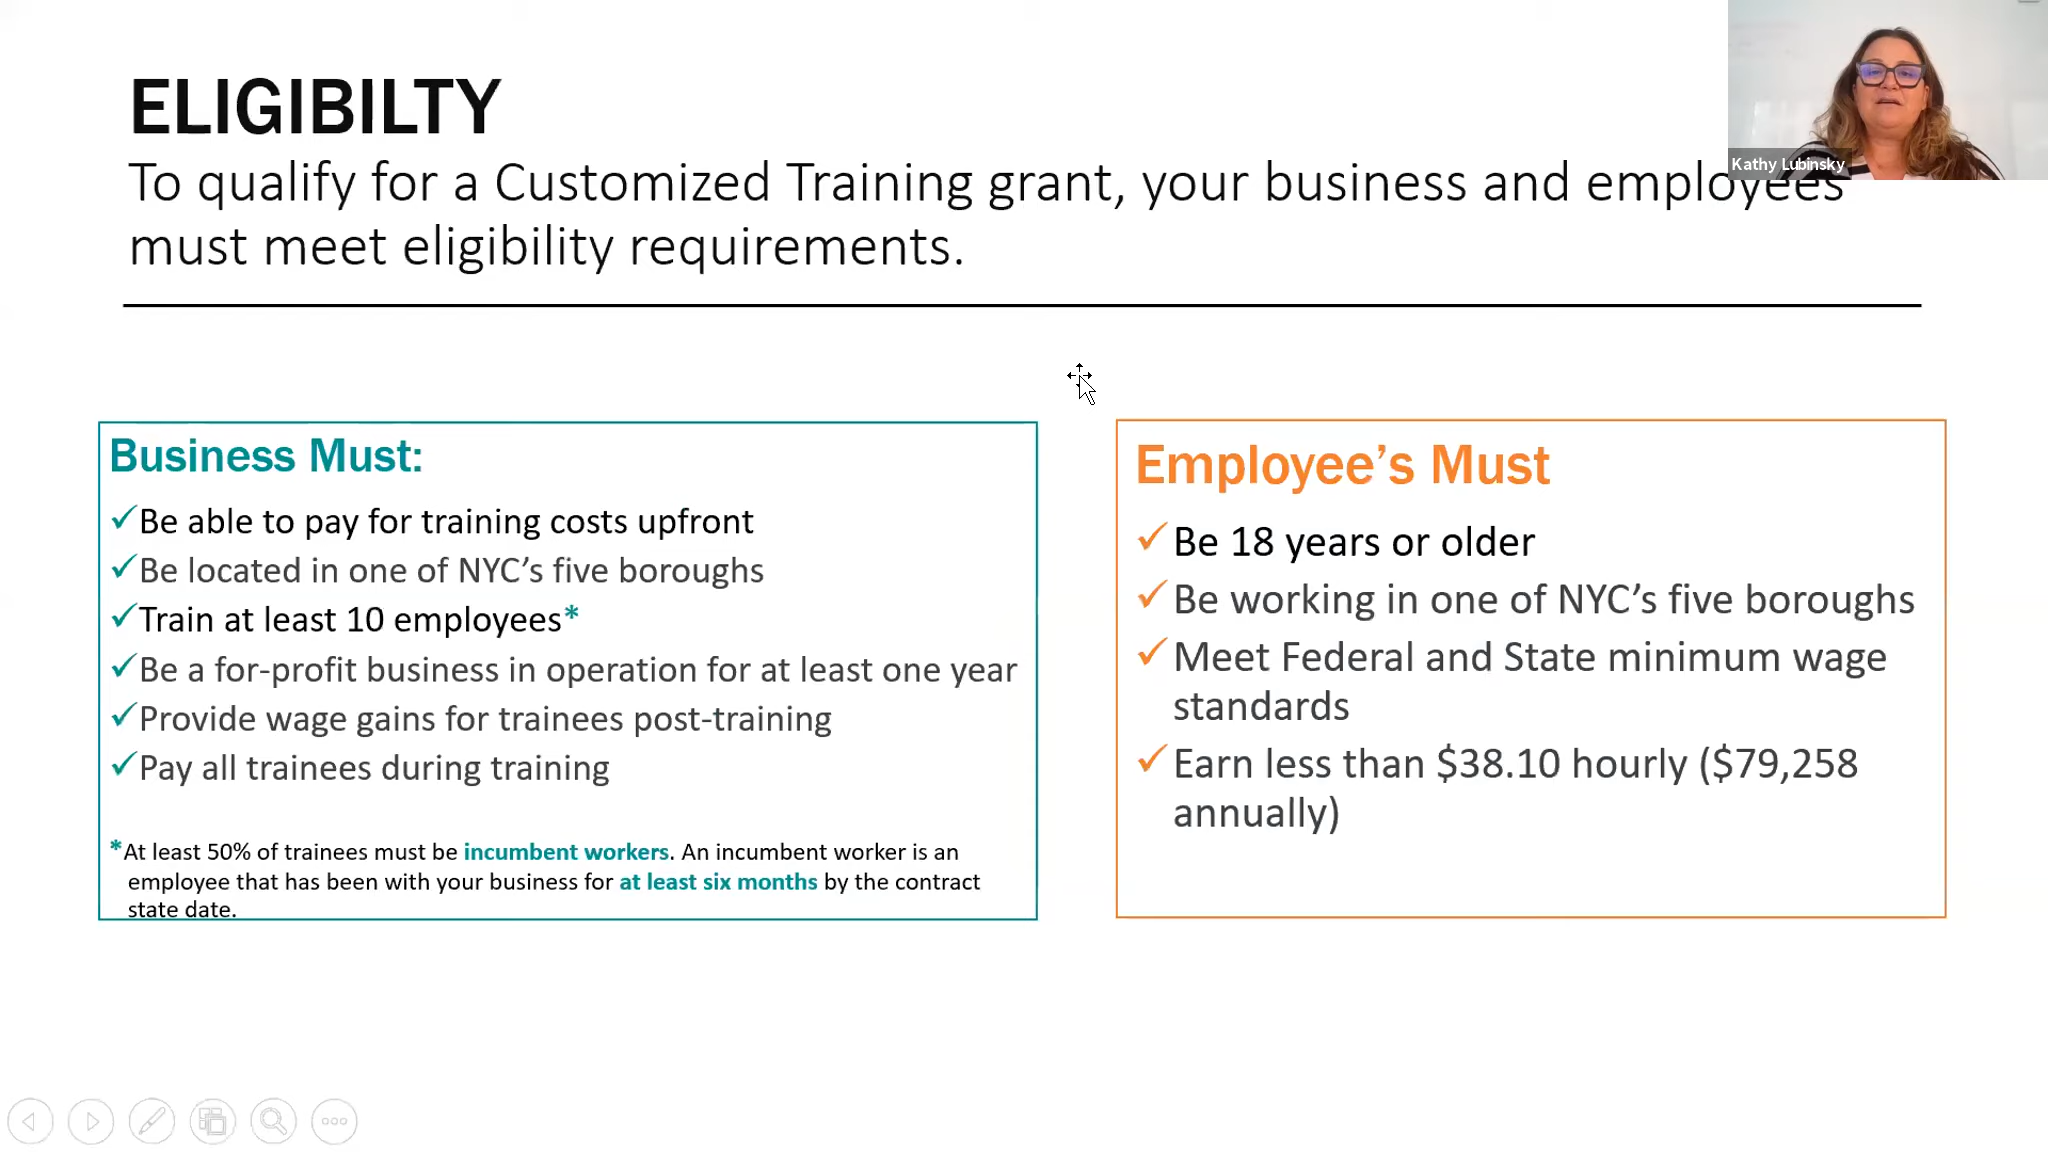 ELIGIBILTY
To qualify for a Customized Training grant, your business and employees
must meet eligibility requirements.
Kathy Lubinsky
Business Must:
✓Be able to pay for training costs upfront
✓Be located in one of NYC’s five boroughs
✓Train at least 10 employees*
✓Be a for-profit business in operation for at least one year
✓Provide wage gains for trainees post-training
✓Pay all trainees during training
*At least 50% of trainees must be incumbent workers. An incumbent worker is an
employee that has been with your business for at least six months by the contract
state date.
Employee’s Must
✓Be 18 years or older
✓Be working in one of NYC’s five boroughs
✓Meet Federal and State minimum wage
standards
✓Earn less than $38.10 hourly ($79,258
annually)